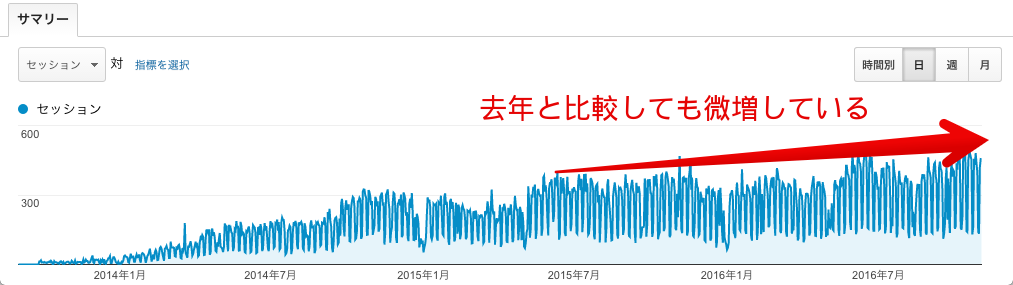 サマリー
セッション 対 指標を選択 時間別 日 週 月
セッション
去年と比較しても微増している
600
300
2014年1月 2014年7月 2015年1月 2015年7月 2016年1月 2016年7月